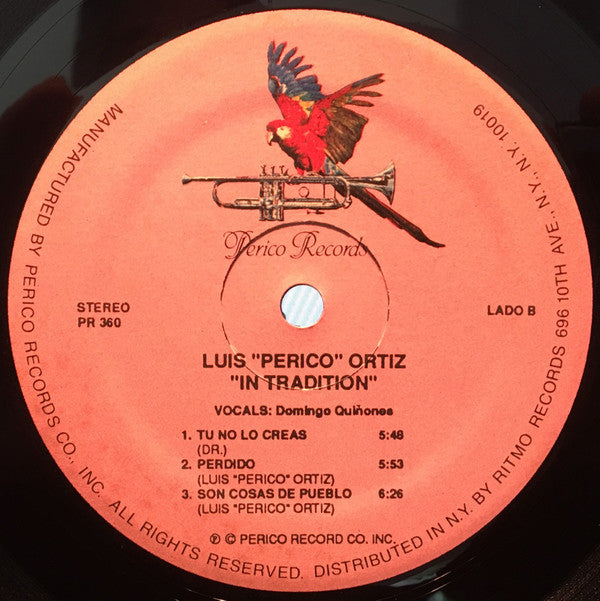 Perico Records
STEREO
PR 360
LADO B
LUIS "PERICO" ORTIZ
"IN TRADITION"
VOCALS: Domingo Quiñones
1. TU NO LO CREAS 5:48
(DR.)
2. PERDIDO 5:53
(LUIS "PERICO" ORTIZ)
3. SON COSAS DE PUEBLO 6:26
(LUIS "PERICO" ORTIZ)
℗ © PERICO RECORD CO. INC.
MANUFACTURED BY PERICO RECORDS CO., INC. ALL RIGHTS RESERVED. DISTRIBUTED IN N.Y. BY RITMO RECORDS 696 10TH AVE., N.Y., N.Y. 10019